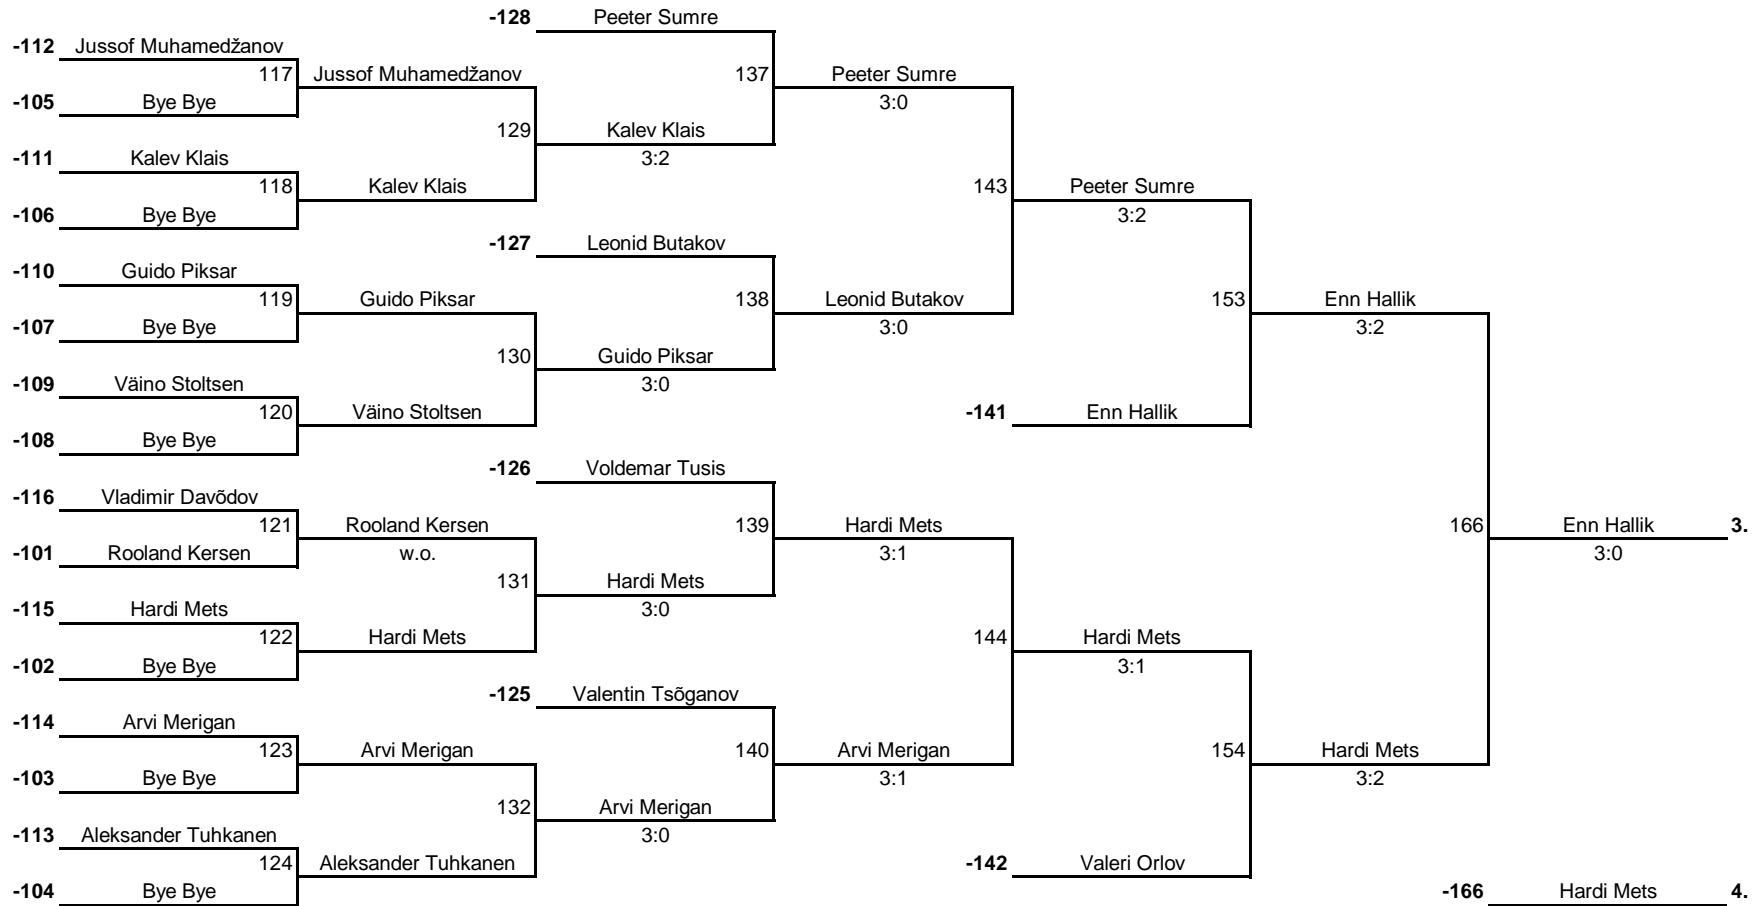 -128 Peeter Sumre
-112 Jussof Muhamedžanov
117 Jussof Muhamedžanov 137 Peeter Sumre
-105 Bye Bye 3:0
129 Kalev Klais
-111 Kalev Klais 3:2
118 Kalev Klais 143 Peeter Sumre
-106 Bye Bye 3:2
-127 Leonid Butakov
-110 Guido Piksar
119 Guido Piksar 138 Leonid Butakov 153 Enn Hallik
-107 Bye Bye 3:0 3:2
130 Guido Piksar
-109 Väino Stoltsen 3:0
120 Väino Stoltsen -141 Enn Hallik
-108 Bye Bye
-126 Voldemar Tusis
-116 Vladimir Davõdov
121 Rooland Kersen 139 Hardi Mets 166 Enn Hallik 3.
-101 Rooland Kersen w.o. 3:1 3:0
131 Hardi Mets
-115 Hardi Mets 3:0
122 Hardi Mets 144 Hardi Mets
-102 Bye Bye 3:1
-125 Valentin Tsõganov
-114 Arvi Merigan
123 Arvi Merigan 140 Arvi Merigan 154 Hardi Mets
-103 Bye Bye 3:1 3:2
132 Arvi Merigan
-113 Aleksander Tuhkanen 3:0
124 Aleksander Tuhkanen -142 Valeri Orlov
-104 Bye Bye -166 Hardi Mets 4.